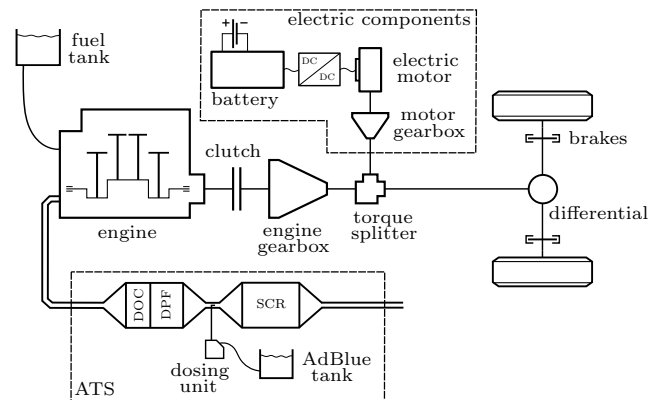 electric components
fuel
tank
+ −
DC
DC
electric
motor
battery
motor
gearbox
brakes
clutch
engine
engine
gearbox
torque
splitter
differential
DOC
DPF
SCR
dosing
unit
AdBlue
tank
ATS